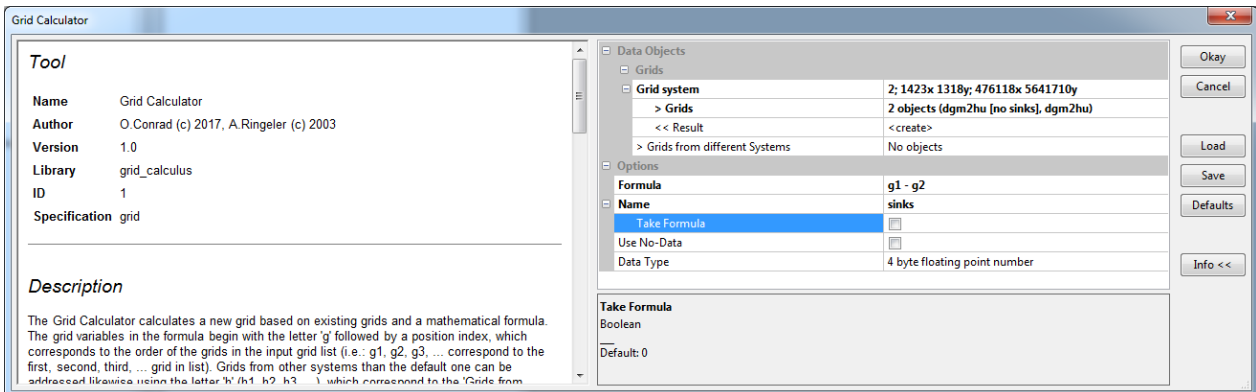 Grid Calculator
Tool
Name Grid Calculator
Author O.Conrad (c) 2017, A.Ringeler (c) 2003
Version 1.0
Library grid_calculus
ID 1
Specification grid
Description
The Grid Calculator calculates a new grid based on existing grids and a mathematical formula.
The grid variables in the formula begin with the letter 'g' followed by a position index, which
corresponds to the order of the grids in the input grid list (i.e.: g1, g2, g3, ... correspond to the
first, second, third, ... grid in list). Grids from other systems than the default one can be
addressed likewise using the letter 'h' (h1, h2, h3, ...), which correspond to the 'Grids from
Data Objects
Grids
Grid system 2; 1423x 1318y; 476118x 5641710y
> Grids 2 objects (dgm2hu [no sinks], dgm2hu)
<< Result <create>
> Grids from different Systems No objects
Options
Formula g1 - g2
Name sinks
Take Formula
Use No-Data
Data Type 4 byte floating point number
Take Formula
Boolean
__
Default: 0
Okay
Cancel
Load
Save
Defaults
Info <<